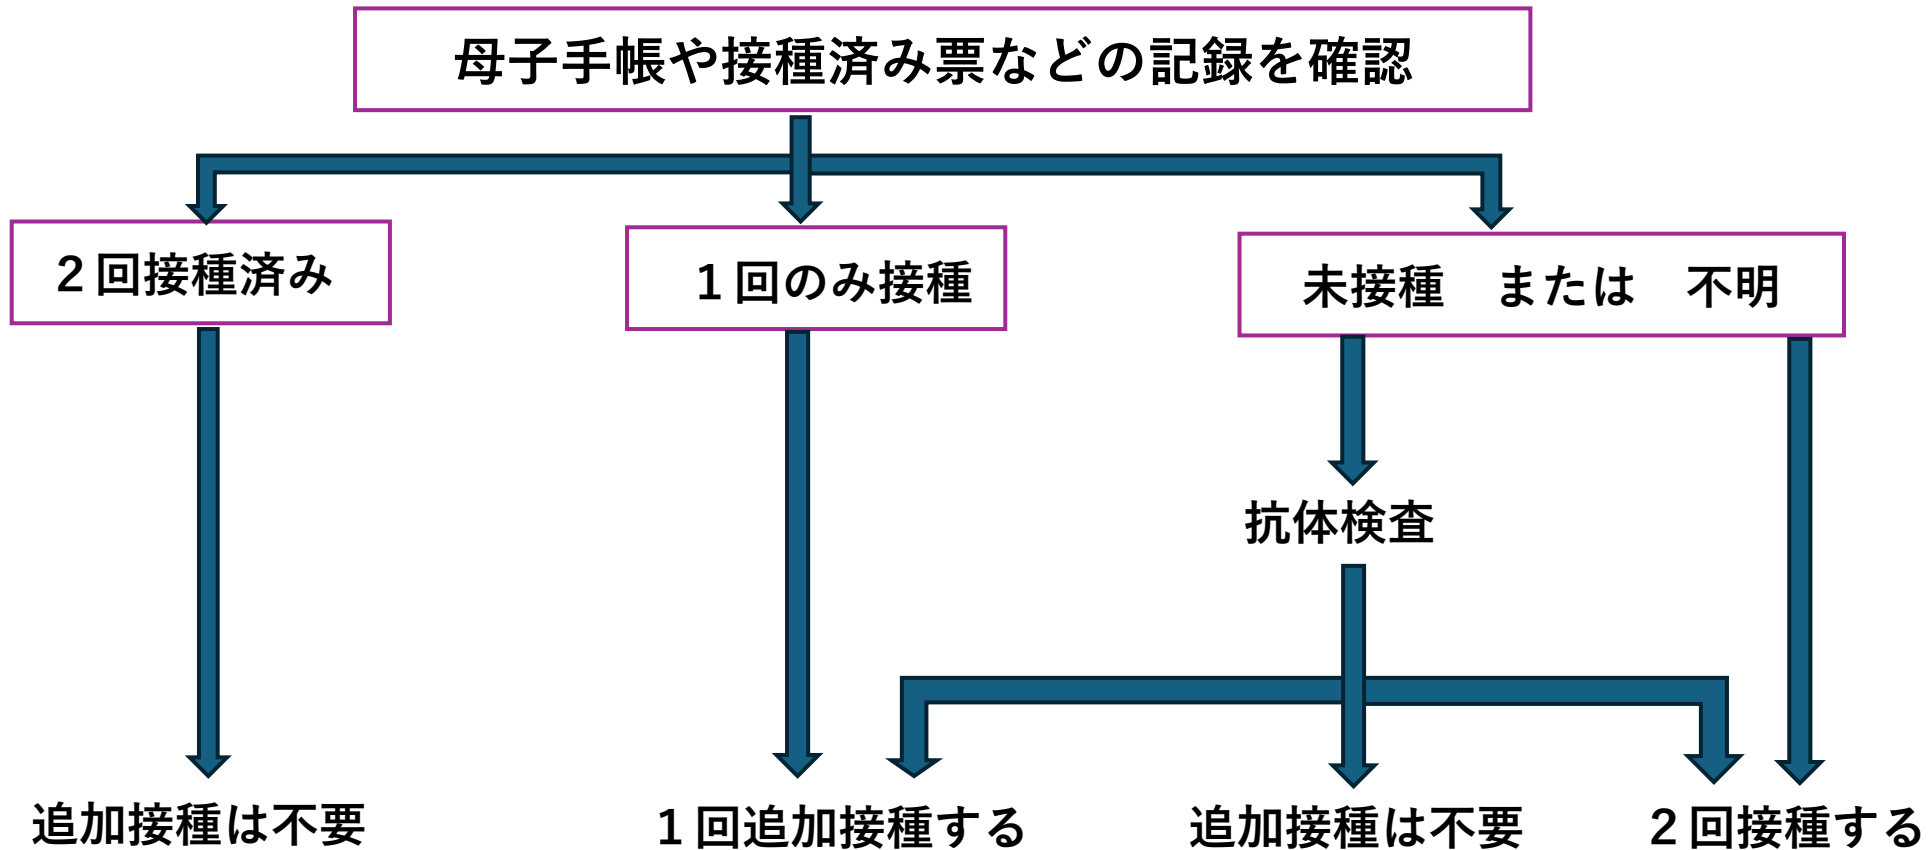 母子手帳や接種済み票などの記録を確認
２回接種済み
１回のみ接種
未接種　または　不明
抗体検査
追加接種は不要
１回追加接種する
追加接種は不要
２回接種する